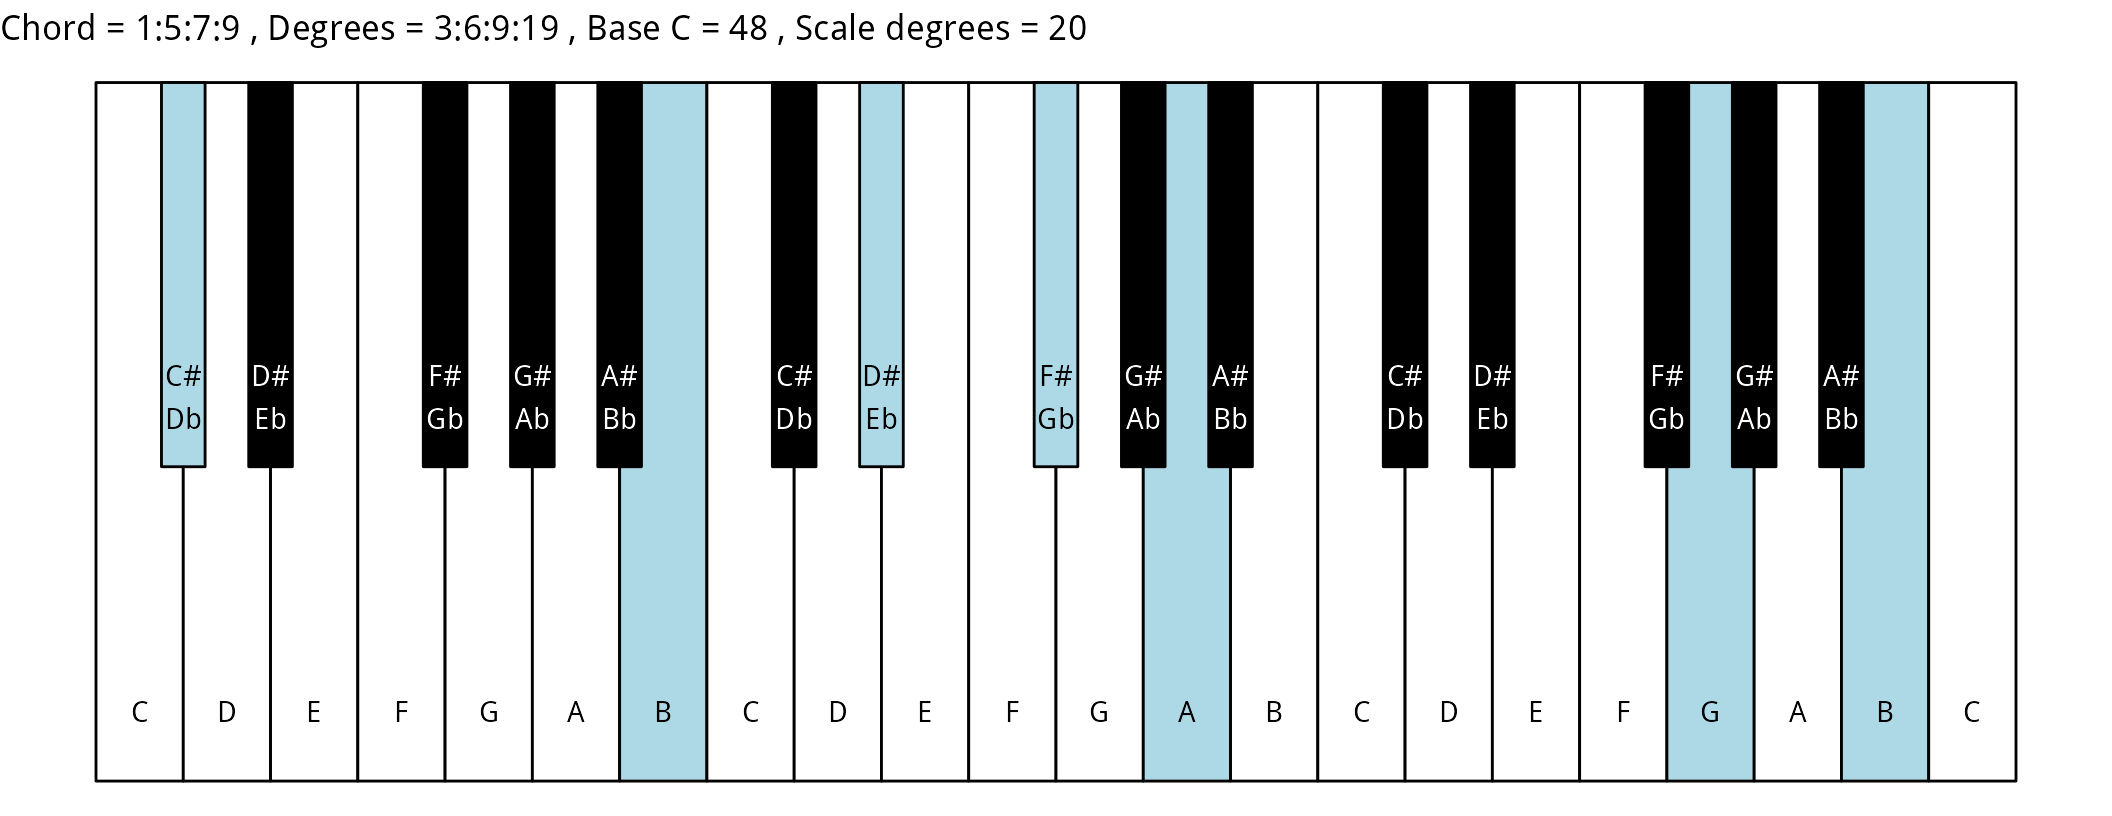 Chord = 1:5:7:9 , Degrees = 3:6:9:19 , Base C = 48 , Scale degrees = 20
C# D# F# G# A# C# D# F# G# A# C# D# F# G# A#
Db Eb Gb Ab Bb Db Eb Gb Ab Bb Db Eb Gb Ab Bb
C D E F G A B C D E F G A B C D E F G A B C